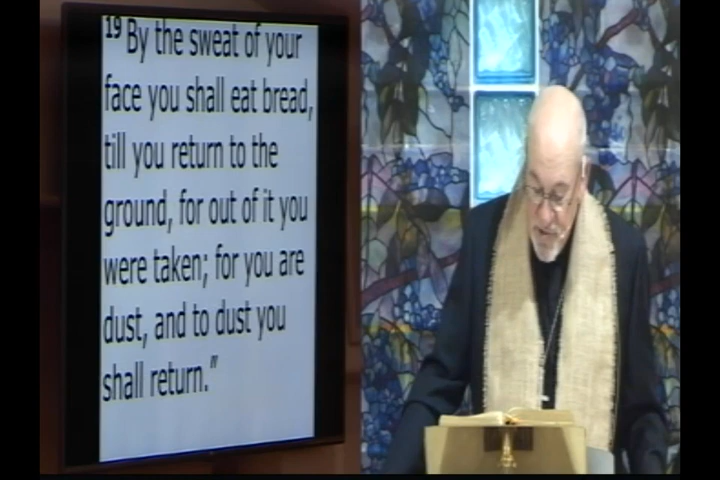 19 By the sweat of your
face you shall eat bread,
till you return to the
ground, for out of it you
were taken; for you are
dust, and to dust you
shall return.”